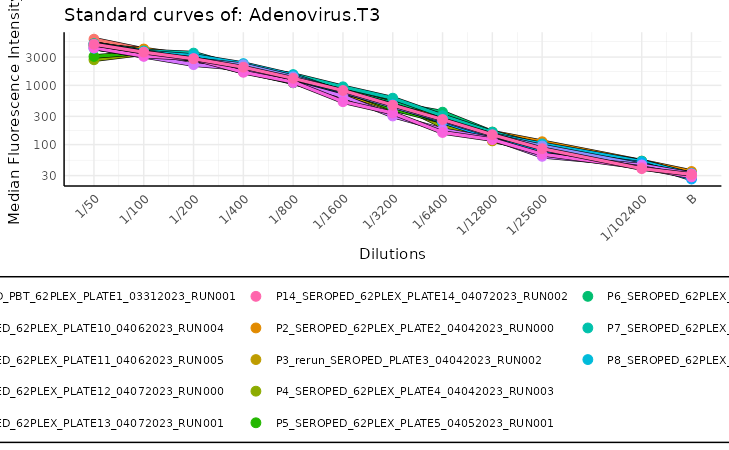 Standard curves of: Adenovirus.T3
Median Fluorescence Intensity
3000
1000
300
100
30
1/50
1/100
1/200
1/400
1/800
1/1600
1/3200
1/6400
1/12800
1/25600
1/102400
B
Dilutions
_PBT_62PLEX_PLATE1_03312023_RUN001
P14_SEROPED_62PLEX_PLATE14_04072023_RUN002
P6_SEROPED_62PLEX_
ED_62PLEX_PLATE10_04062023_RUN004
P2_SEROPED_62PLEX_PLATE2_04042023_RUN000
P7_SEROPED_62PLEX_
ED_62PLEX_PLATE11_04062023_RUN005
P3_rerun_SEROPED_PLATE3_04042023_RUN002
P8_SEROPED_62PLEX_
ED_62PLEX_PLATE12_04072023_RUN000
P4_SEROPED_62PLEX_PLATE4_04042023_RUN003
ED_62PLEX_PLATE13_04072023_RUN001
P5_SEROPED_62PLEX_PLATE5_04052023_RUN001